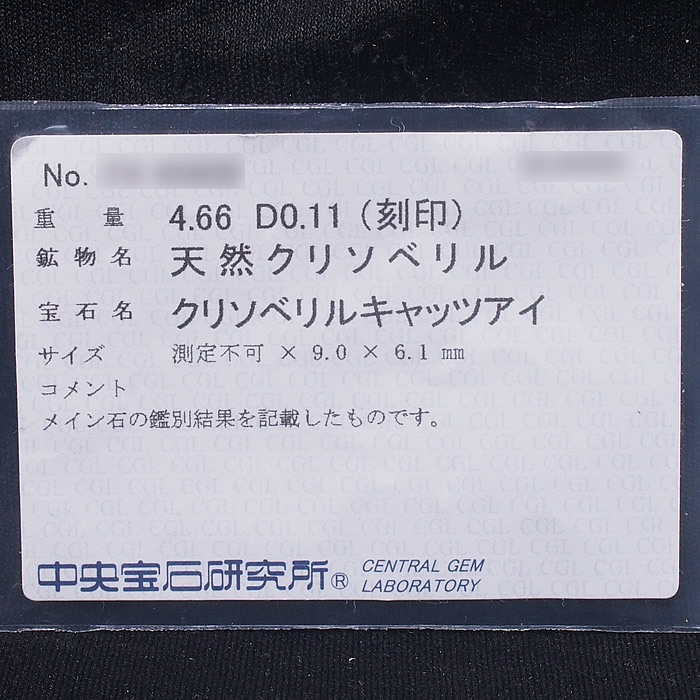 No.
重量 4.66 D0.11 (刻印)
鉱物名 天然クリソベリル
宝石名 クリソベリルキャッツアイ
サイズ 測定不可 × 9.0 × 6.1 mm
コメント
メイン石の鑑別結果を記載したものです。
中央宝石研究所® CENTRAL GEM
LABORATORY